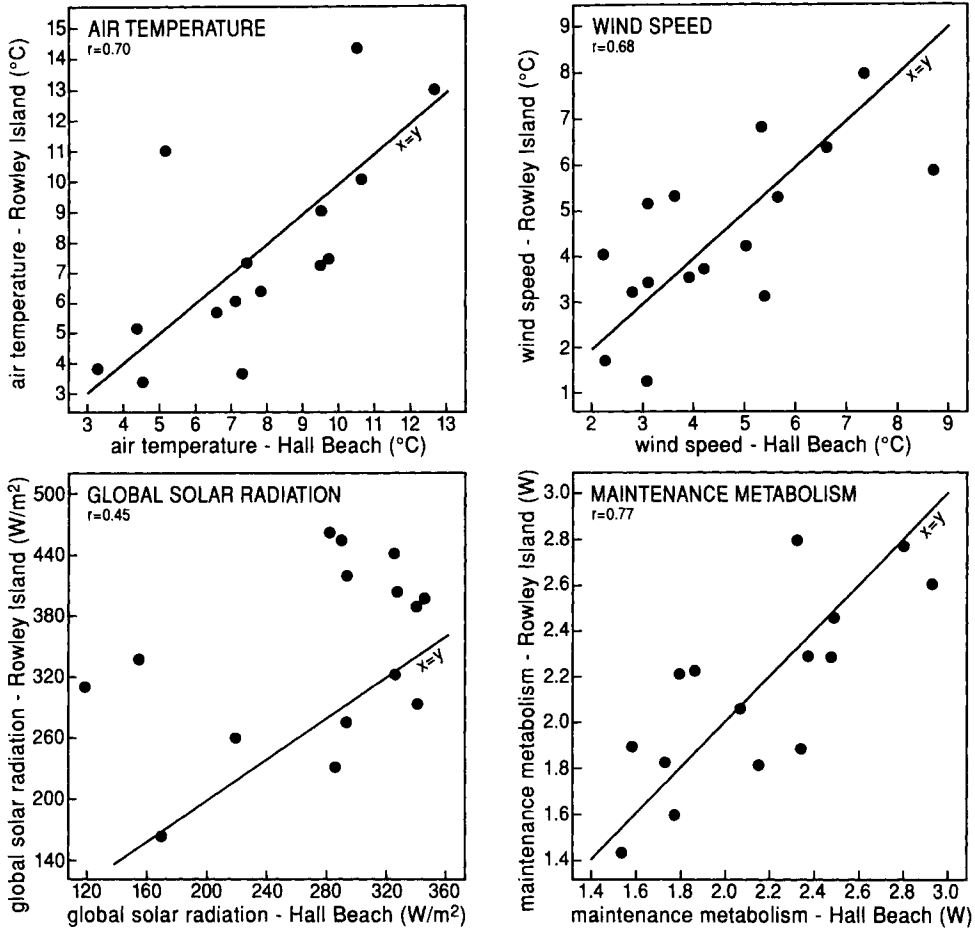 AIR TEMPERATURE
r=0.70
15
14
13
12
11
10
9
8
7
6
5
4
3
air temperature - Rowley Island (°C)
x=y
3 4 5 6 7 8 9 10 11 12 13
air temperature - Hall Beach (°C)
WIND SPEED
r=0.68
9
8
7
6
5
4
3
2
1
wind speed - Rowley Island (°C)
x=y
2 3 4 5 6 7 8 9
wind speed - Hall Beach (°C)
GLOBAL SOLAR RADIATION
r=0.45
500
440
380
320
260
200
140
global solar radiation - Rowley Island (W/m²)
x=y
120 160 200 240 280 320 360
global solar radiation - Hall Beach (W/m²)
MAINTENANCE METABOLISM
r=0.77
3.0
2.8
2.6
2.4
2.2
2.0
1.8
1.6
1.4
maintenance metabolism - Rowley Island (W)
x=y
1.4 1.6 1.8 2.0 2.2 2.4 2.6 2.8 3.0
maintenance metabolism - Hall Beach (W)